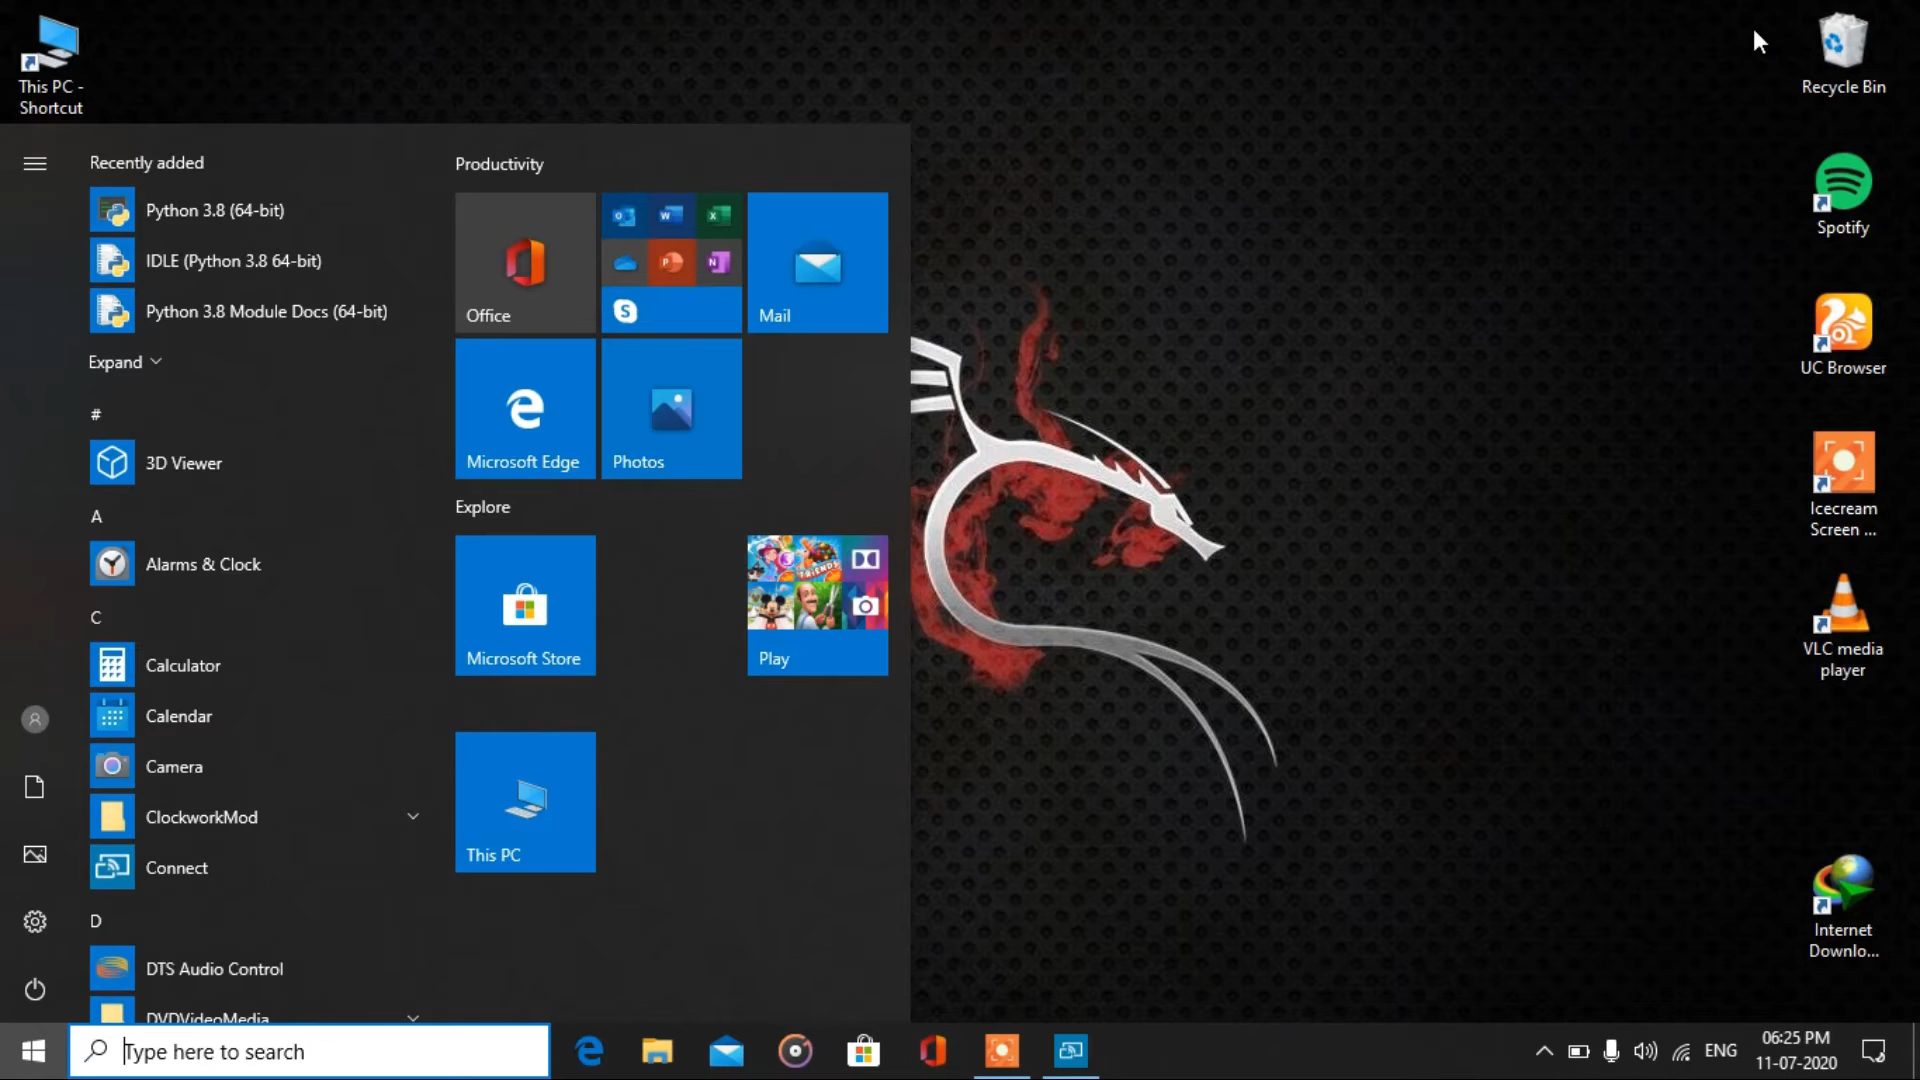 This PC -
Shortcut
Recently added
Python 3.8 (64-bit)
IDLE (Python 3.8 64-bit)
Python 3.8 Module Docs (64-bit)
Expand
#
3D Viewer
A
Alarms & Clock
C
Calculator
Calendar
Camera
ClockworkMod
Connect
D
DTS Audio Control
DVDVideoMedia
Productivity
Office
Mail
Microsoft Edge
Photos
Explore
Microsoft Store
Play
This PC
Recycle Bin
Spotify
UC Browser
Icecream
Screen ...
VLC media
player
Internet
Downlo...
Type here to search
ENG
06:25 PM
11-07-2020